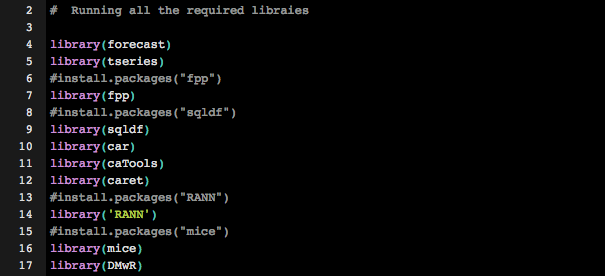 2 #  Running all the required libraies
3
4 library(forecast)
5 library(tseries)
6 #install.packages("fpp")
7 library(fpp)
8 #install.packages("sqldf")
9 library(sqldf)
10 library(car)
11 library(caTools)
12 library(caret)
13 #install.packages("RANN")
14 library('RANN')
15 #install.packages("mice")
16 library(mice)
17 library(DMwR)